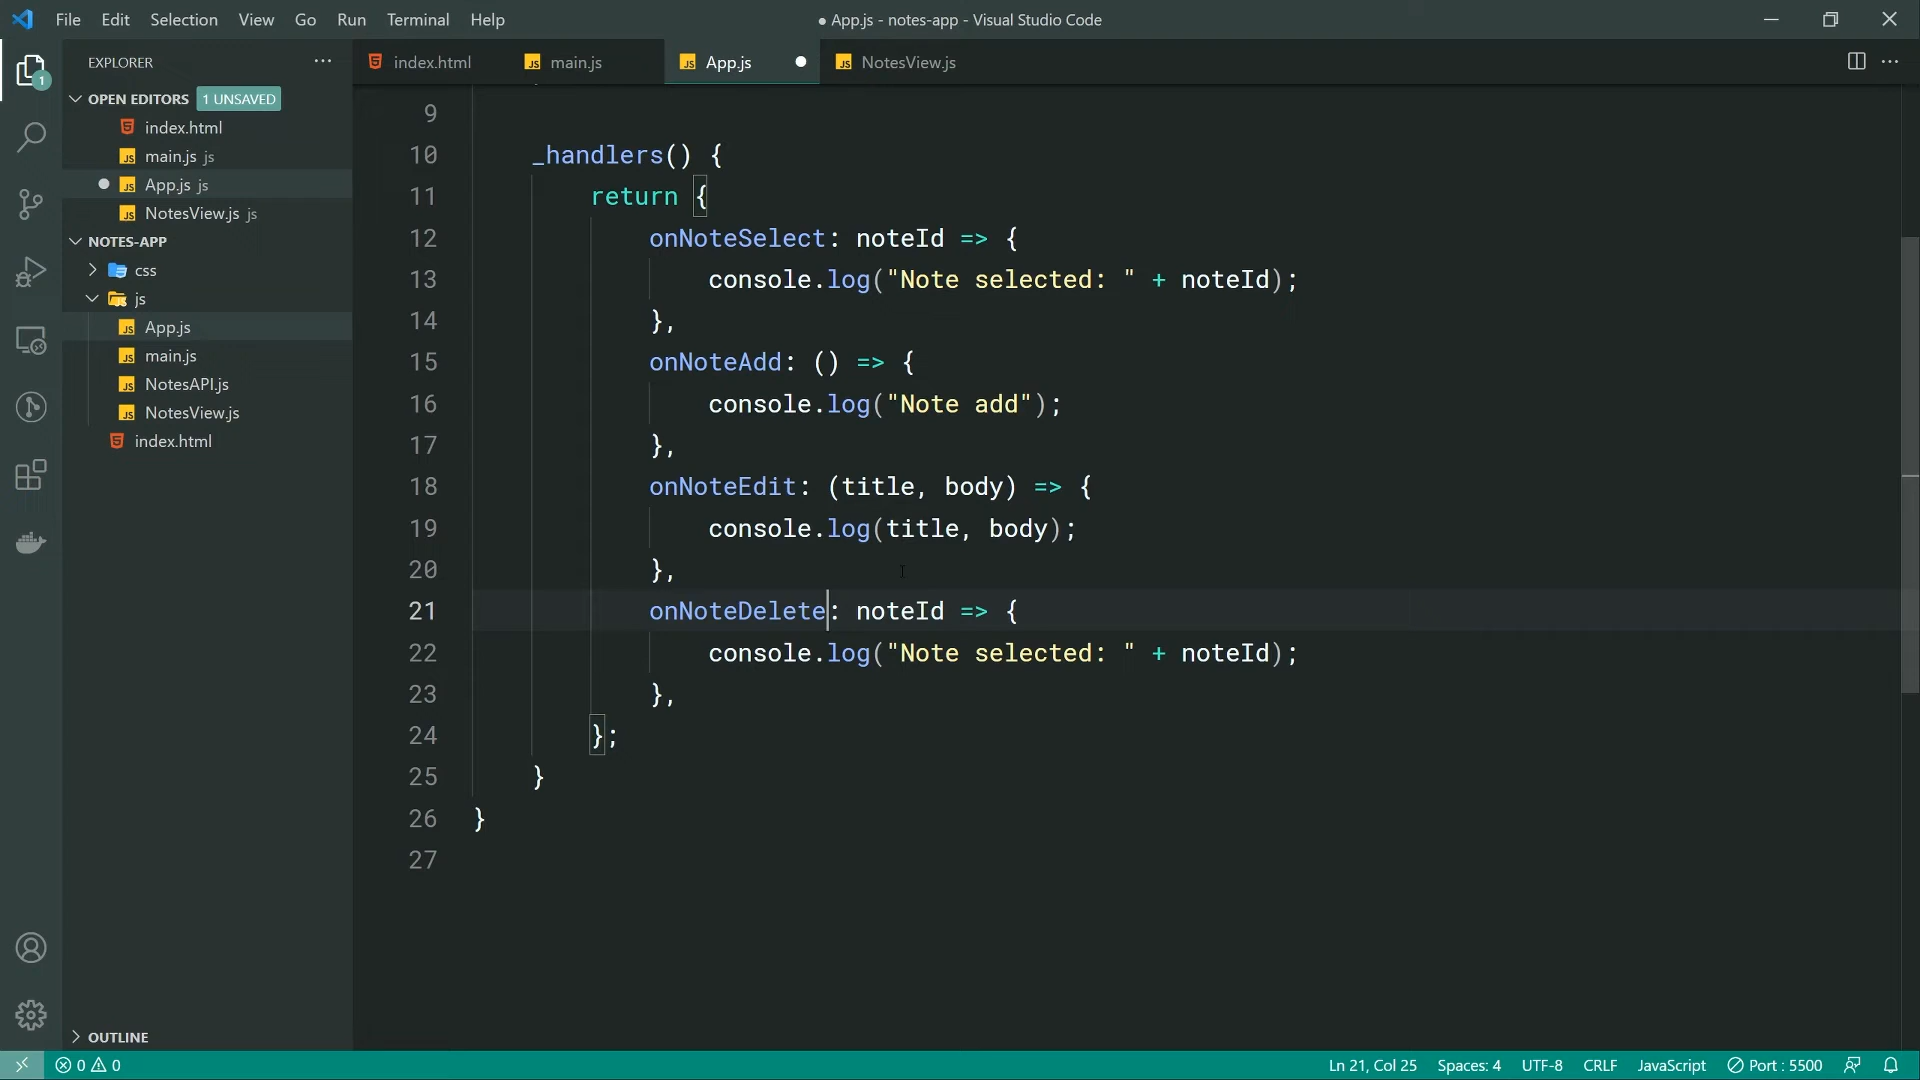 File Edit Selection View Go Run Terminal Help
● App.js - notes-app - Visual Studio Code
EXPLORER
OPEN EDITORS 1 UNSAVED
index.html
main.js js
App.js js
NotesView.js js
NOTES-APP
css
js
App.js
main.js
NotesAPI.js
NotesView.js
index.html
OUTLINE
1
index.html main.js App.js NotesView.js
9
10 _handlers() {
11 return {
12 onNoteSelect: noteId => {
13 console.log("Note selected: " + noteId);
14 },
15 onNoteAdd: () => {
16 console.log("Note add");
17 },
18 onNoteEdit: (title, body) => {
19 console.log(title, body);
20 },
21 onNoteDelete: noteId => {
22 console.log("Note selected: " + noteId);
23 },
24 };
25 }
26 }
27
0 0
Ln 21, Col 25 Spaces: 4 UTF-8 CRLF JavaScript Port : 5500